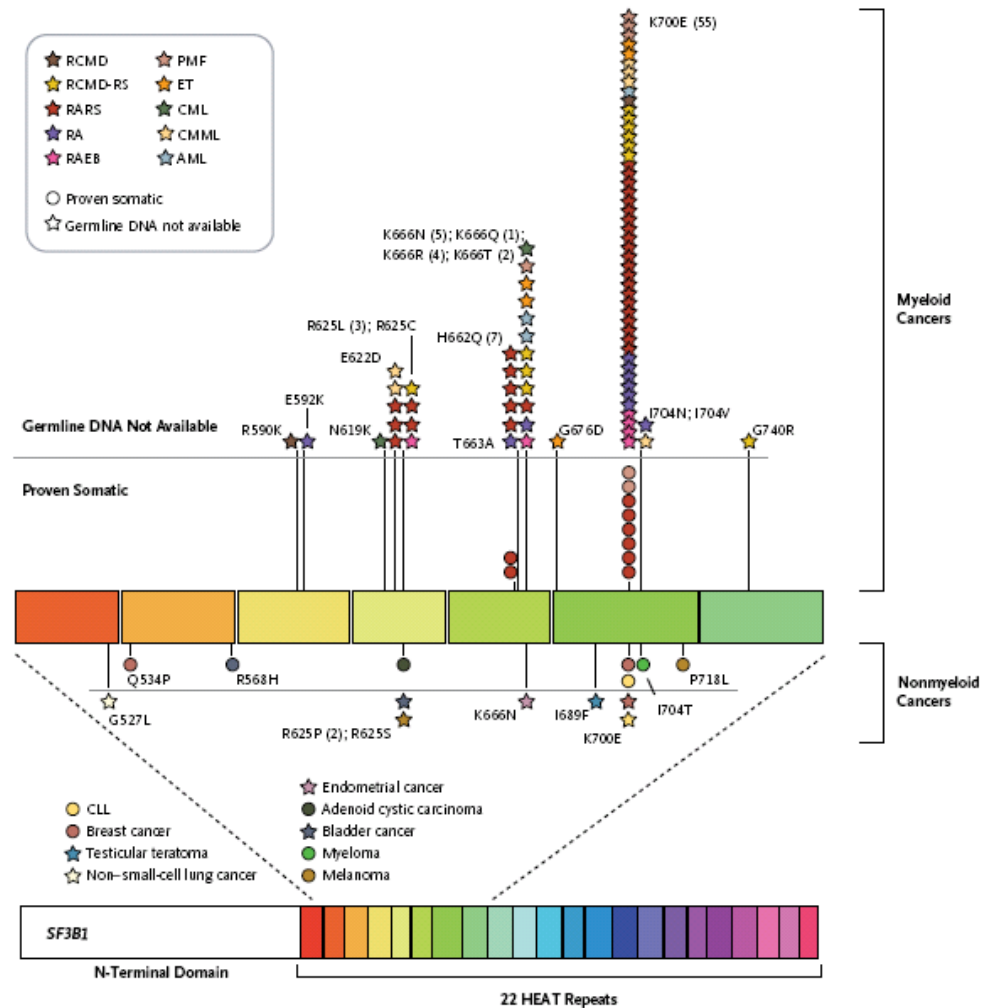 K700E (55)
RCMD
PMF
RCMD-RS
ET
RARS
CML
RA
CMML
RAEB
AML
Proven somatic
Germline DNA not available
K666N (5); K666Q (1);
K666R (4); K666T (2)
Myeloid
Cancers
R625L (3); R625C
H662Q (7)
E622D
E592K
I704N; I704V
Germline DNA Not Available
R590K
N619K
T663A
G676D
G740R
Proven Somatic
Q534P
R568H
P718L
Nonmyeloid
Cancers
G527L
K666N
I689F
I704T
R625P (2); R625S
K700E
Endometrial cancer
CLL
Adenoid cystic carcinoma
Breast cancer
Bladder cancer
Testicular teratoma
Myeloma
Non–small-cell lung cancer
Melanoma
SF3B1
N-Terminal Domain
22 HEAT Repeats